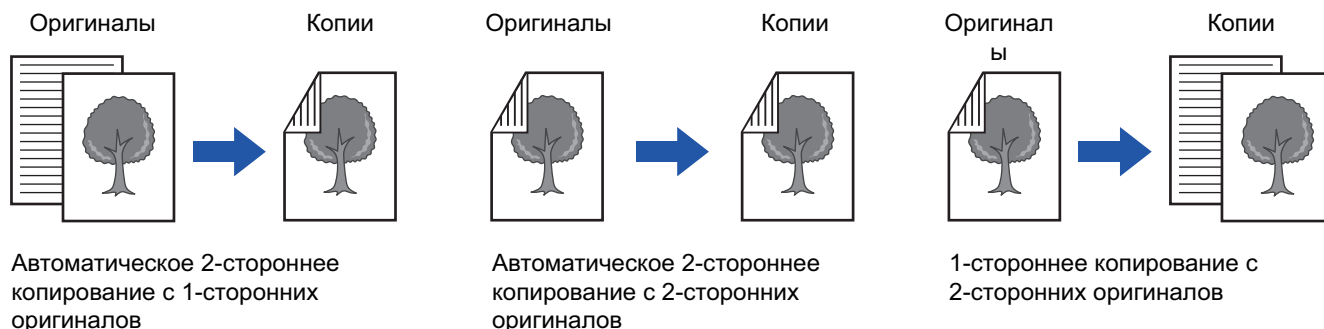 Оригиналы
Копии
Оригиналы
Копии
Оригинал
ы
Копии
Автоматическое 2-стороннее
копирование с 1-сторонних
оригиналов
Автоматическое 2-стороннее
копирование с 2-сторонних
оригиналов
1-стороннее копирование с
2-сторонних оригиналов